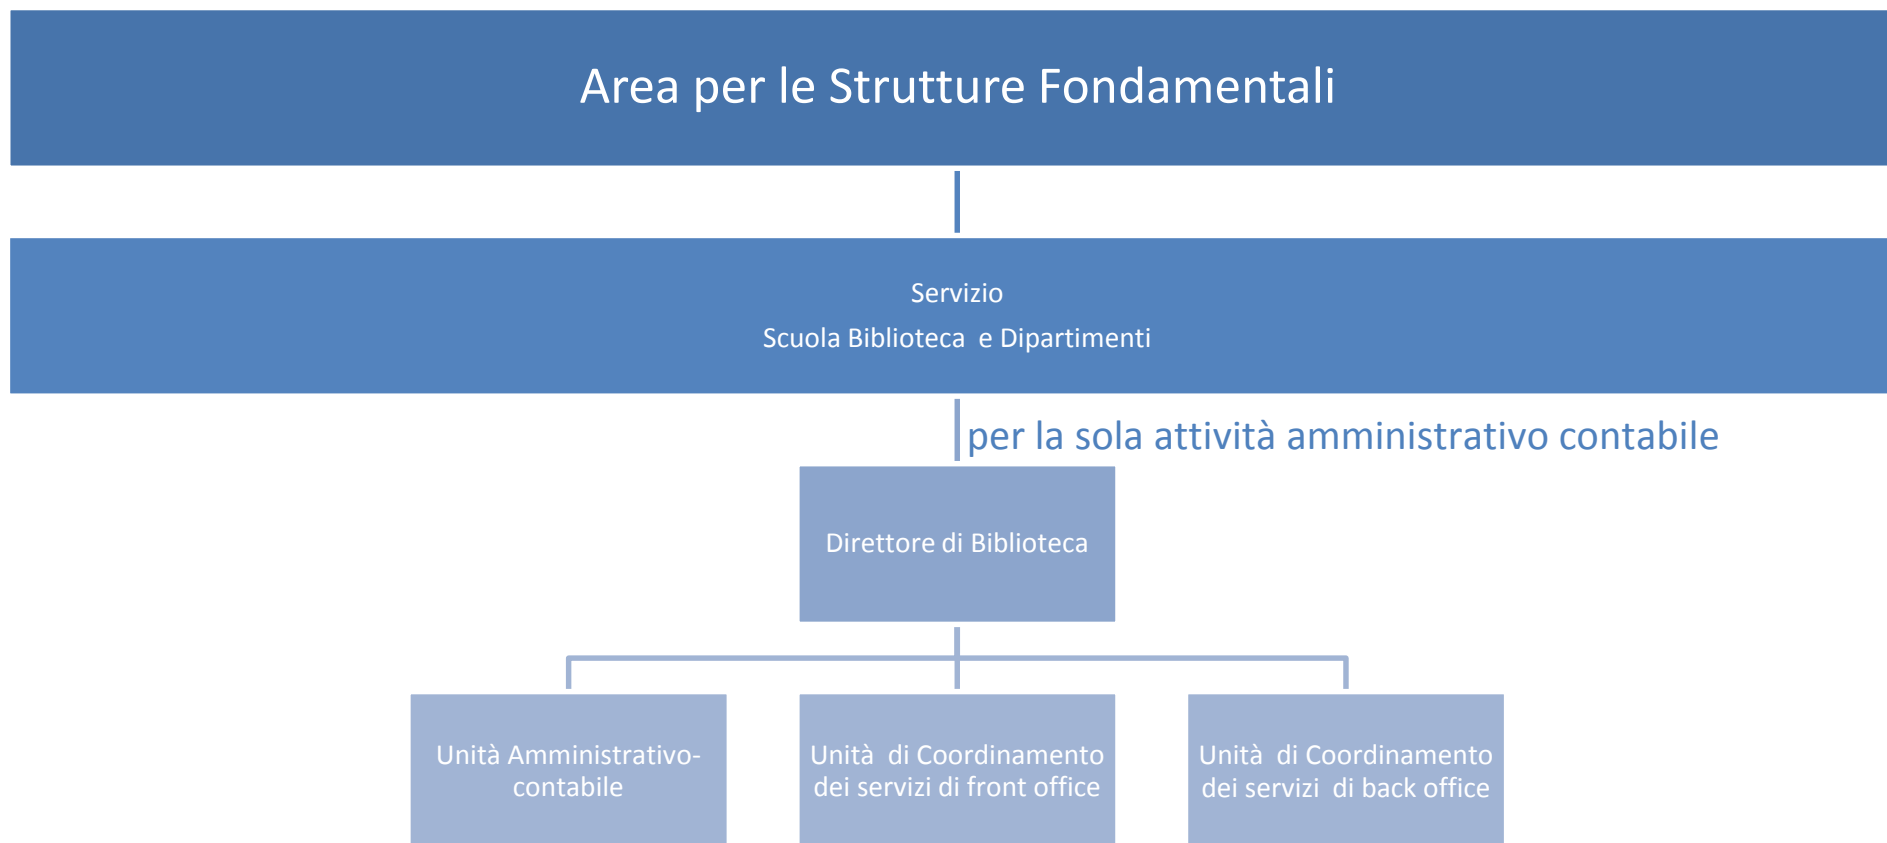 Area per le Strutture Fondamentali
Servizio
Scuola Biblioteca e Dipartimenti
per la sola attività amministrativo contabile
Direttore di Biblioteca
Unità Amministrativo-
contabile
Unità di Coordinamento
dei servizi di front office
Unità di Coordinamento
dei servizi di back office